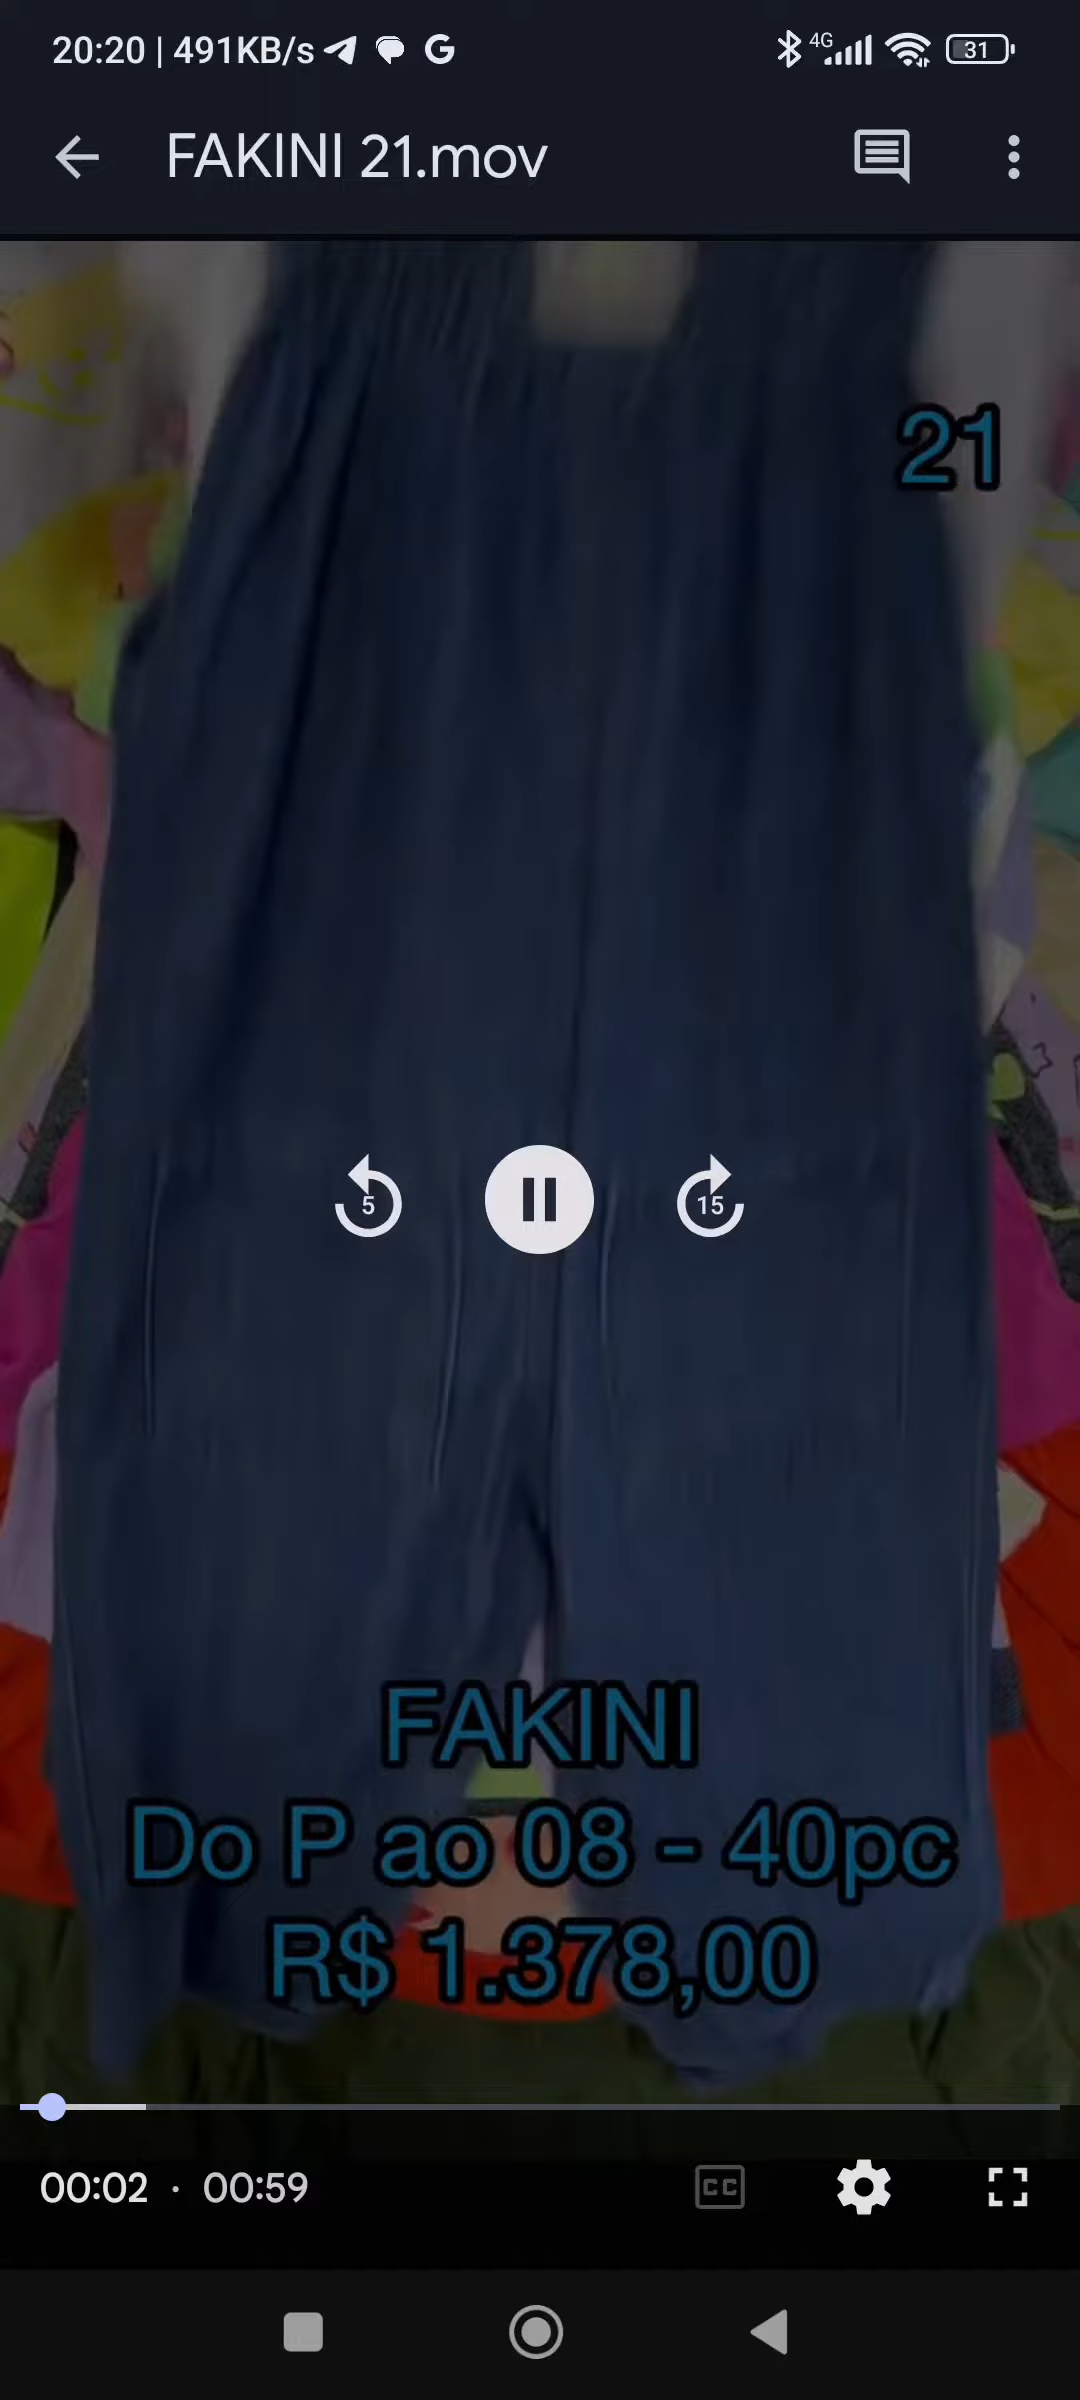 20:20 | 491KB/s
4G
31
FAKINI 21.mov
21
5
15
FAKINI
Do P ao 08 - 40pc
R$ 1.378,00
00:02 · 00:59
CC